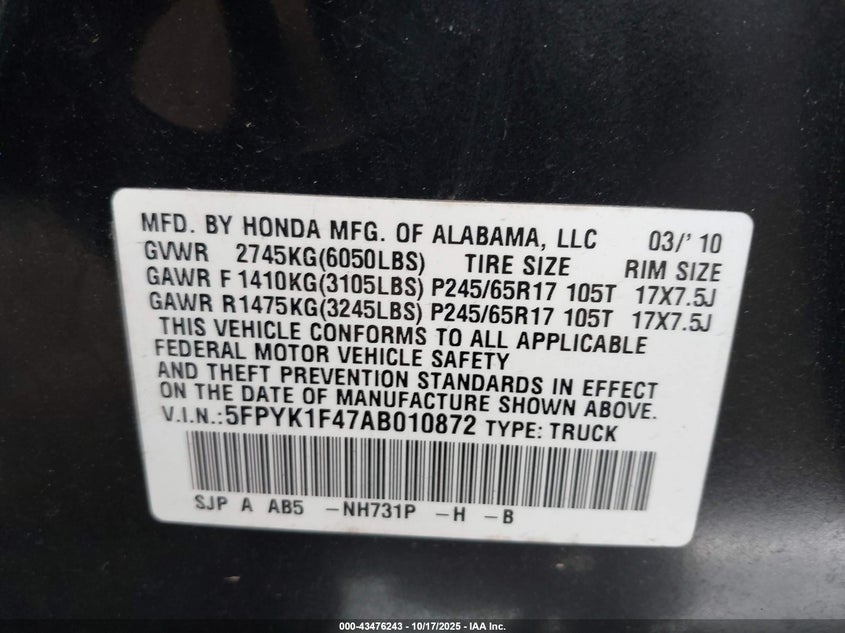 MFD. BY HONDA MFG. OF ALABAMA, LLC 03/' 10
GVWR 2745KG(6050LBS) TIRE SIZE RIM SIZE
GAWR F 1410KG(3105LBS) P245/65R17 105T 17X7.5J
GAWR R1475KG(3245LBS) P245/65R17 105T 17X7.5J
THIS VEHICLE CONFORMS TO ALL APPLICABLE
FEDERAL MOTOR VEHICLE SAFETY
AND THEFT PREVENTION STANDARDS IN EFFECT
ON THE DATE OF MANUFACTURE SHOWN ABOVE.
V.I.N.:5FPYK1F47AB010872 TYPE: TRUCK
SJP A AB5 -NH731P -H -B
000-43476243 - 10/17/2025 - IAA Inc.